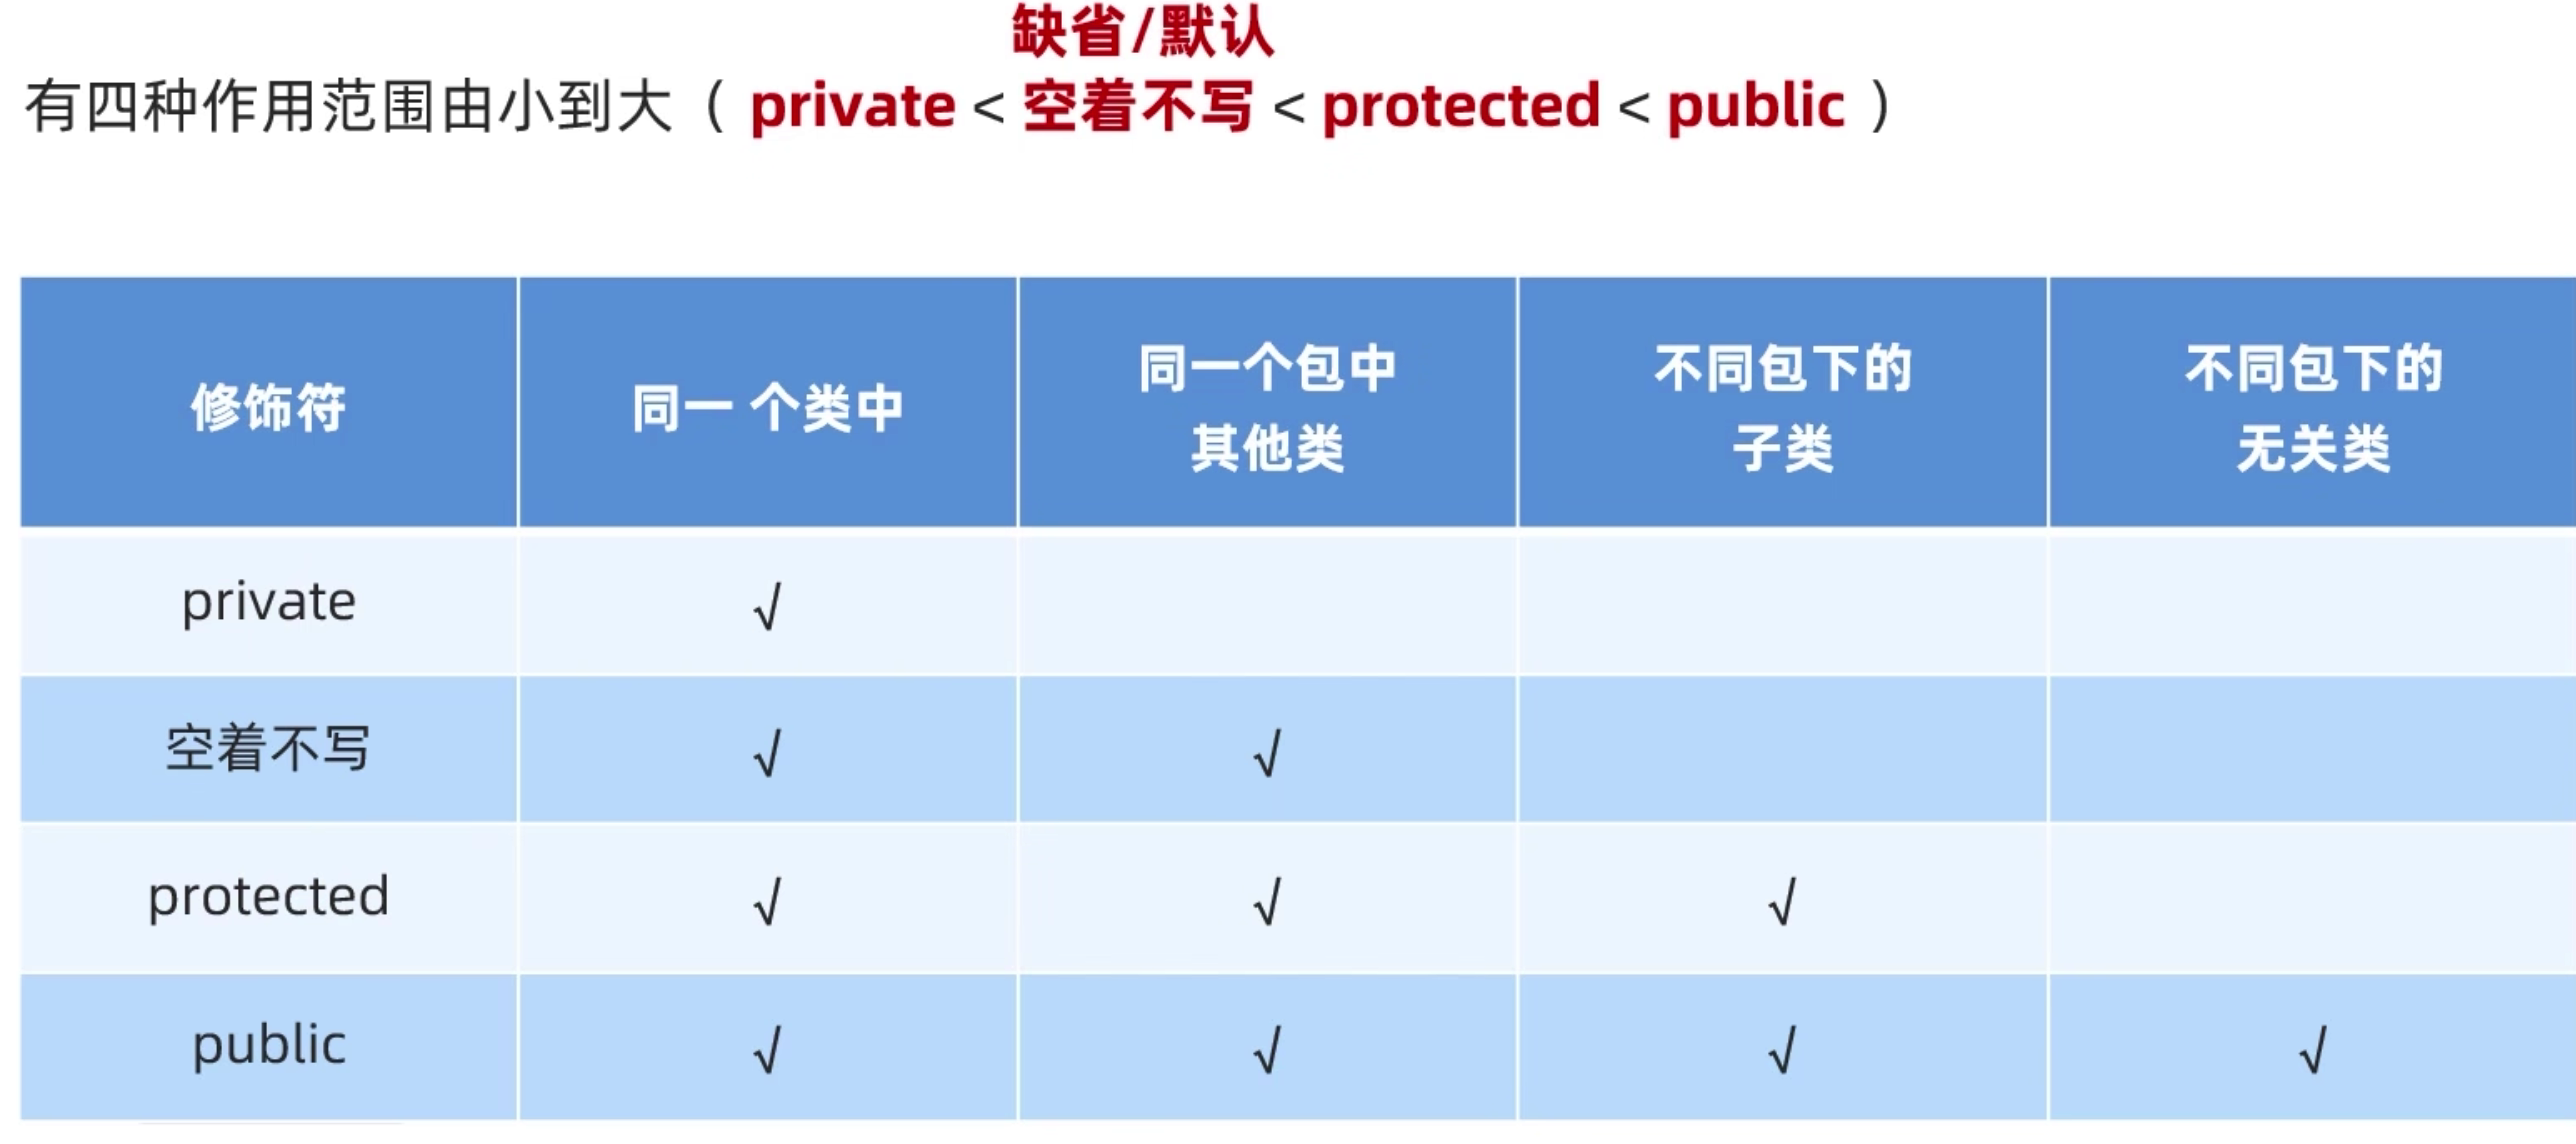 缺省/默认
有四种作用范围由小到大（ private < 空着不写 < protected < public ）
修饰符 同一 个类中 同一个包中 其他类 不同包下的 子类 不同包下的 无关类
private √
空着不写 √ √
protected √ √ √
public √ √ √ √